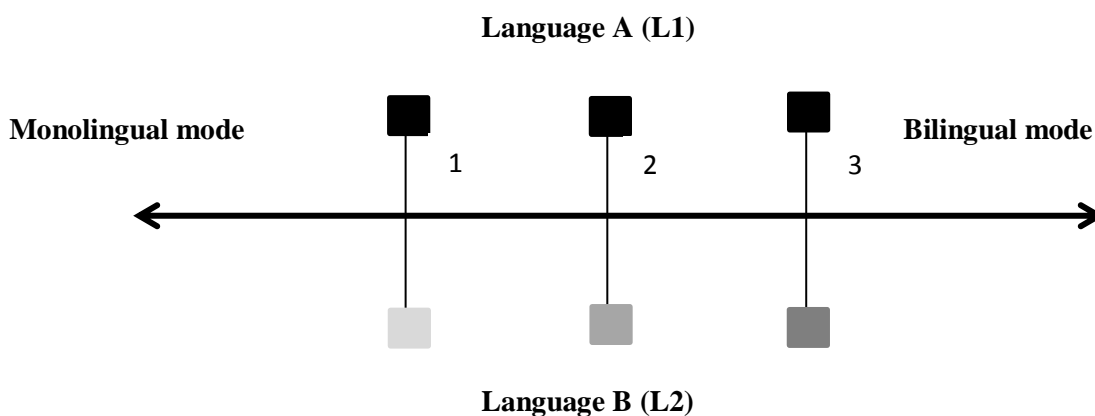 Language A (L1)
Monolingual mode
Bilingual mode
1
2
3
Language B (L2)